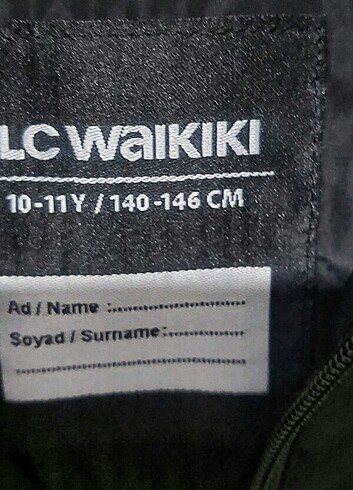 LC WAIKIKI
10-11Y / 140-146 CM
Ad / Name :....................
Soyad / Surname:................